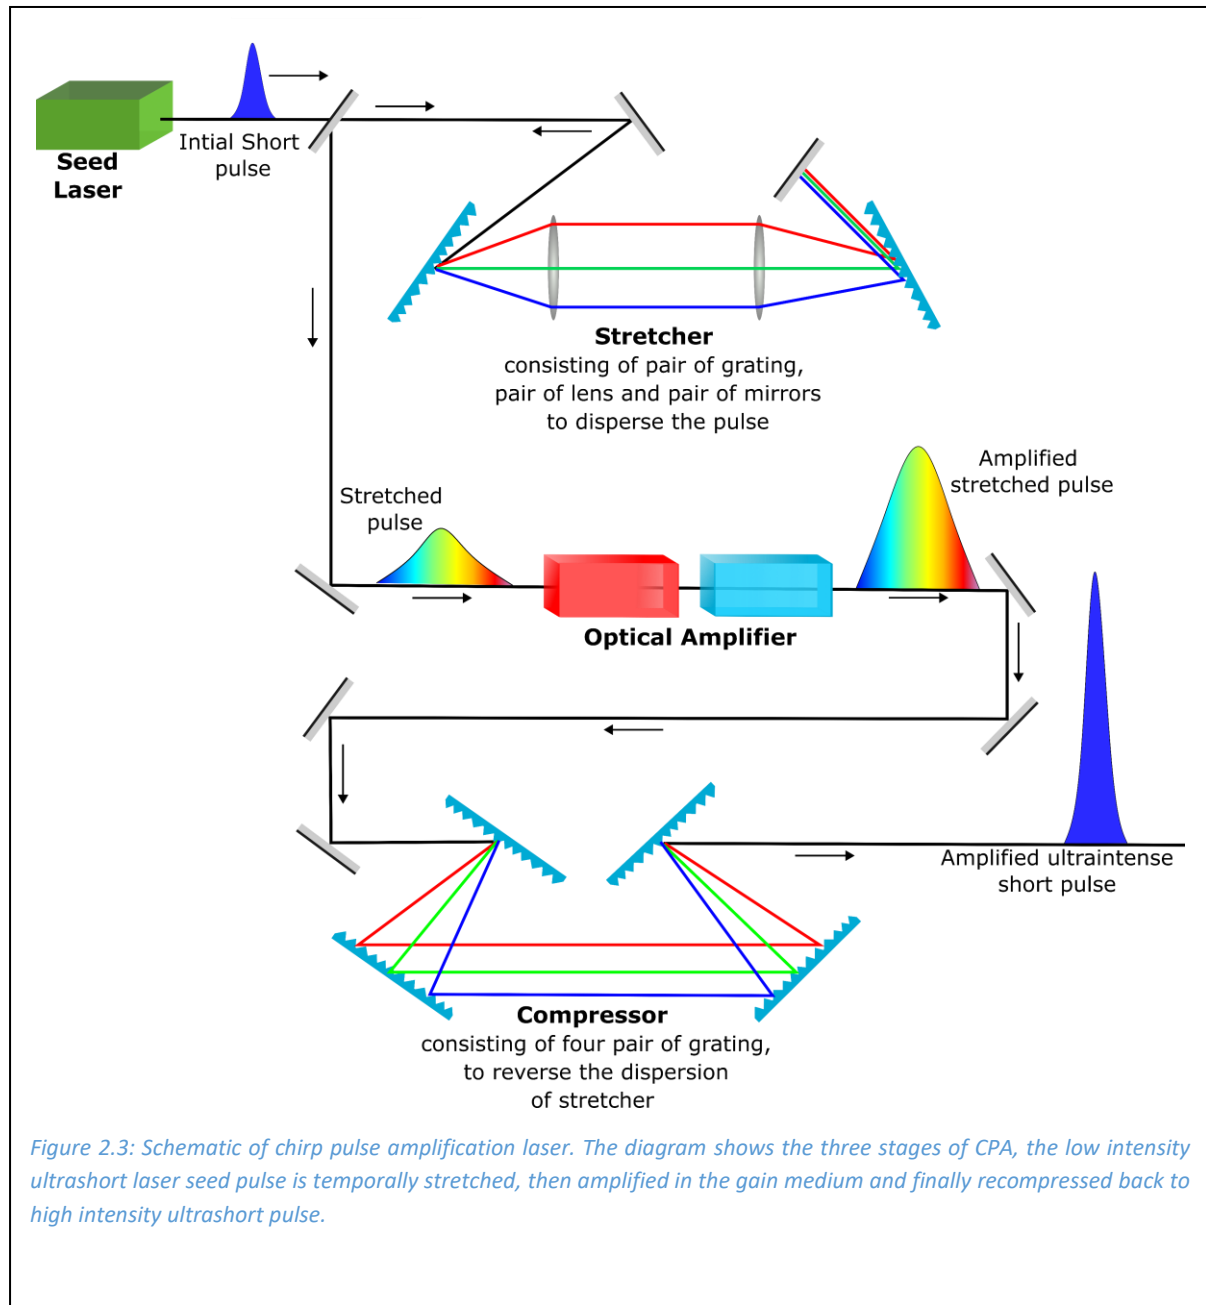 Seed
Laser
Intial Short
pulse
Stretcher
consisting of pair of grating,
pair of lens and pair of mirrors
to disperse the pulse
Stretched
pulse
Amplified
stretched pulse
Optical Amplifier
Amplified ultraintense
short pulse
Compressor
consisting of four pair of grating,
to reverse the dispersion
of stretcher
Figure 2.3: Schematic of chirp pulse amplification laser. The diagram shows the three stages of CPA, the low intensity
ultrashort laser seed pulse is temporally stretched, then amplified in the gain medium and finally recompressed back to
high intensity ultrashort pulse.